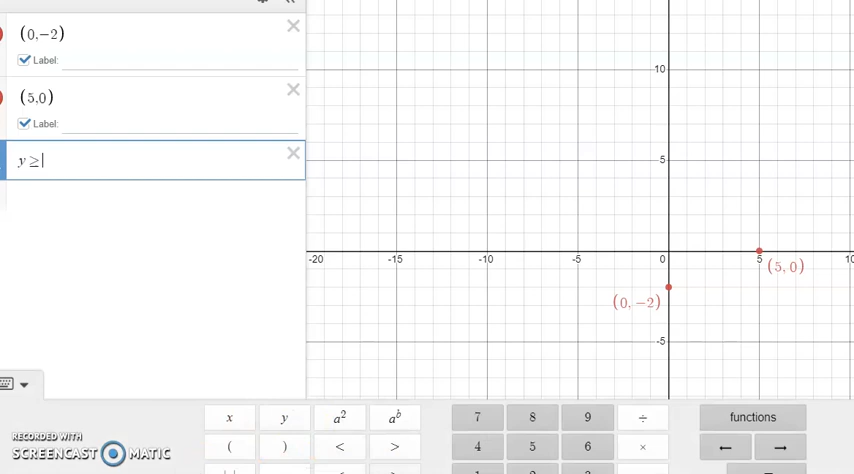 (0,−2)
Label:
(5,0)
Label:
y ≥
10
5
-20 -15 -10 -5 0 5 10
(5, 0)
(0, −2)
-5
x y a² aᵇ 7 8 9 ÷ functions
( ) < > 4 5 6 × ← →
RECORDED WITH
SCREENCAST MATIC